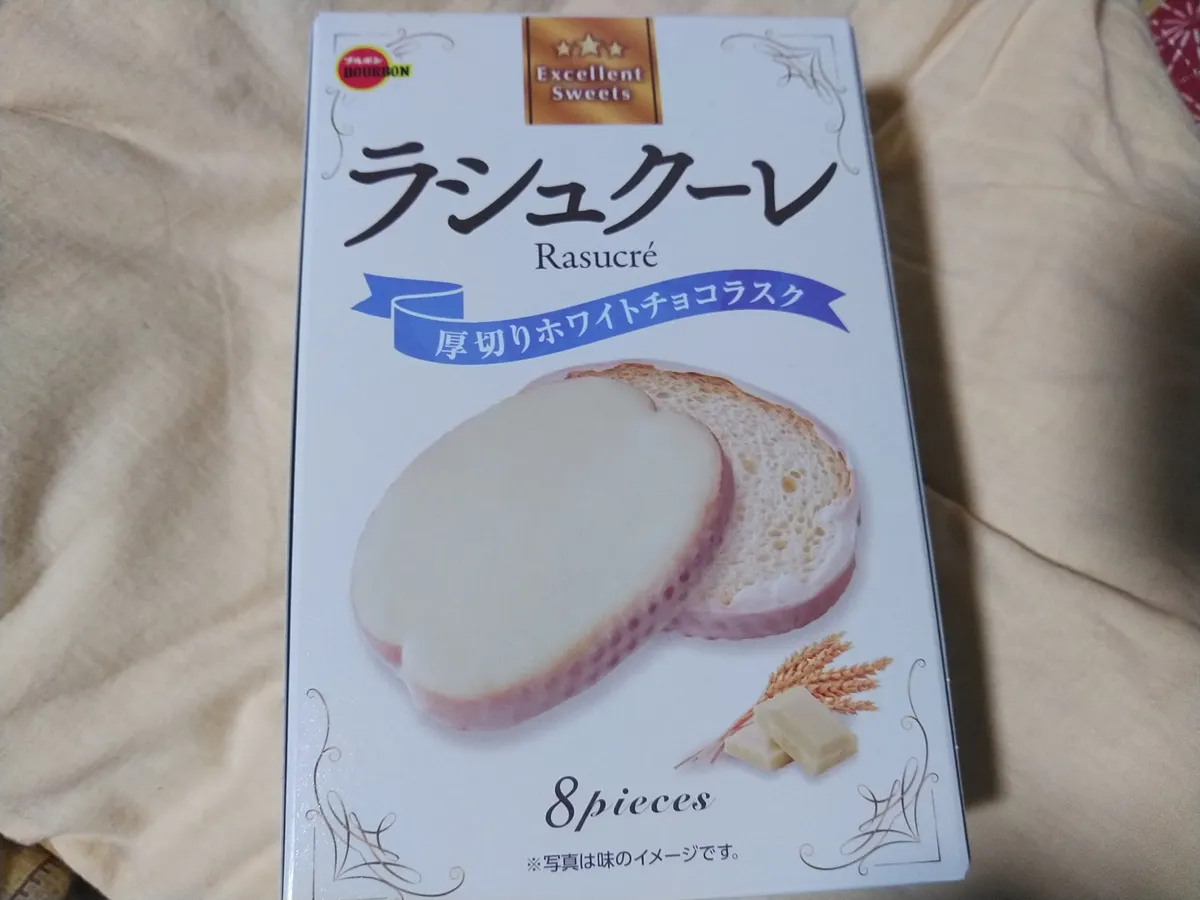 ブルボン
BOURBON
Excellent
Sweets
ラシュクーレ
Rasucré
厚切りホワイトチョコラスク
8pieces
※写真は味のイメージです。